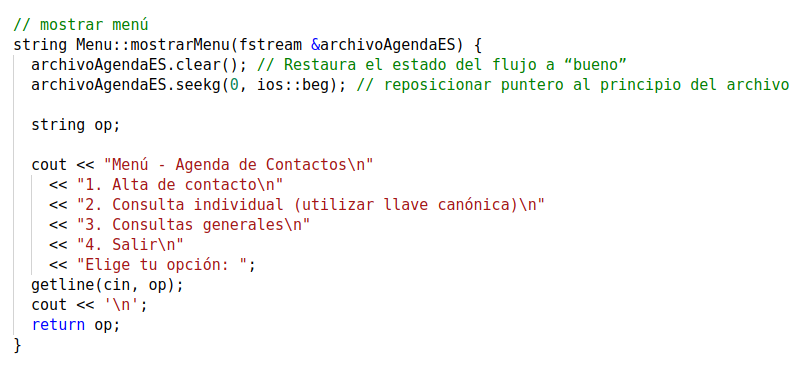 // mostrar menú
string Menu::mostrarMenu(fstream &archivoAgendaES) {
archivoAgendaES.clear(); // Restaura el estado del flujo a “bueno”
archivoAgendaES.seekg(0, ios::beg); // reposicionar puntero al principio del archivo
string op;
cout << "Menú - Agenda de Contactos\n"
<< "1. Alta de contacto\n"
<< "2. Consulta individual (utilizar llave canónica)\n"
<< "3. Consultas generales\n"
<< "4. Salir\n"
<< "Elige tu opción: ";
getline(cin, op);
cout << '\n';
return op;
}